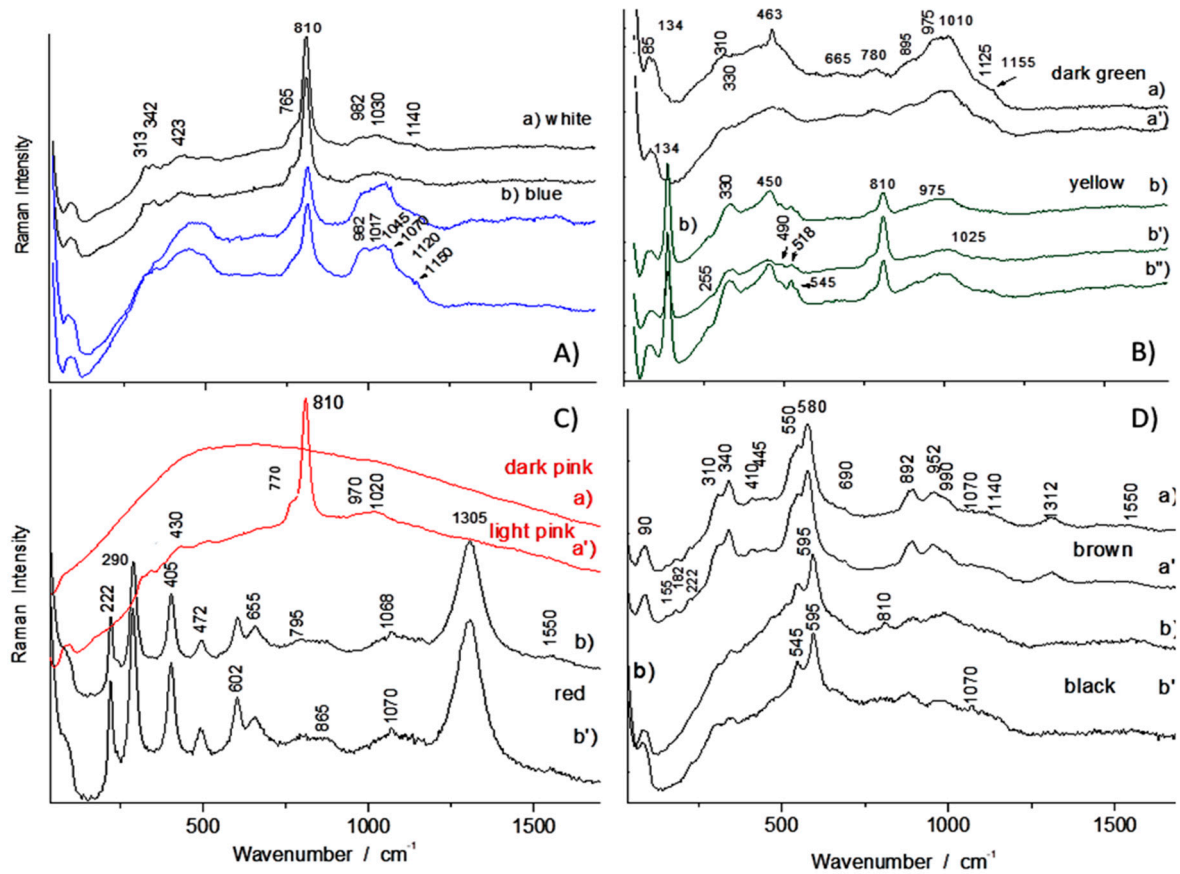 A)
Raman Intensity
810
765
982
1030
1140
342
313
423
a) white
b) blue
982
1017
1045
1070
1120
1150
B)
85
134
310
330
463
665
780
895
975
1010
1125
1155
dark green
a)
a')
134
b)
330
450
810
975
yellow
b)
490
518
1025
b')
255
545
b")
C)
Raman Intensity
810
dark pink
a)
770
970
1020
430
light pink
a')
1305
222
290
405
472
655
795
1068
1550
b)
red
602
865
1070
b')
500
1000
1500
Wavenumber / cm-1
D)
550
580
310
340
410
445
690
892
952
990
1070
1140
1312
1550
a)
90
brown
155
182
222
a'
595
810
b)
b)
545
595
black
1070
b'
500
1000
1500
Wavenumber / cm-1